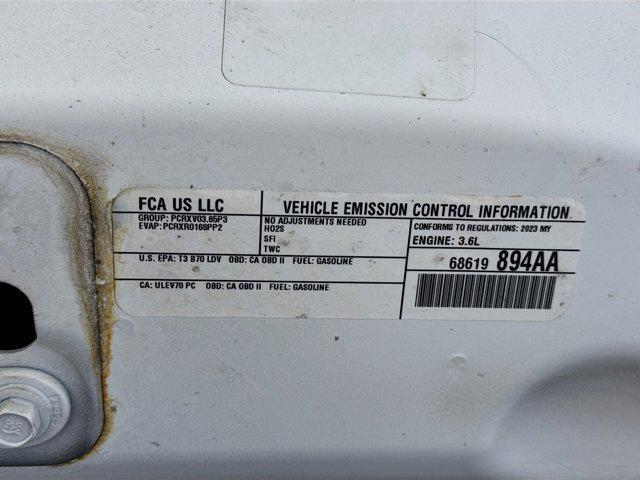 FCA US LLC
GROUP: PCRXV03.65P3
EVAP: PCRXR0168PP2
VEHICLE EMISSION CONTROL INFORMATION
NO ADJUSTMENTS NEEDED
HO2S
SFI
TWC
CONFORMS TO REGULATIONS: 2023 MY
ENGINE: 3.6L
U.S. EPA: T3 B70 LDV OBD: CA OBD II FUEL: GASOLINE
68619 894AA
CA: ULEV70 PC OBD: CA OBD II FUEL: GASOLINE